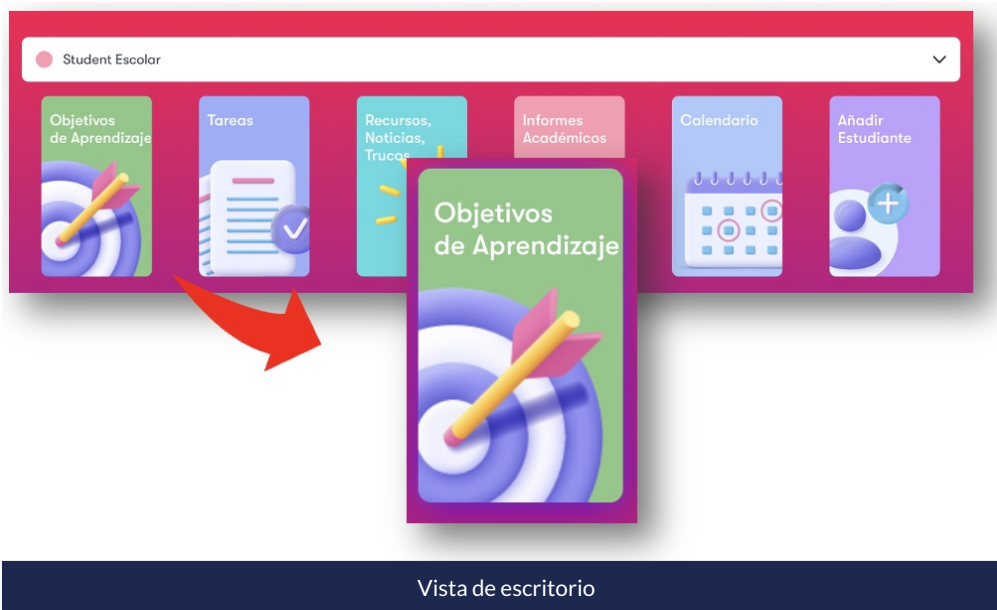 Student Escolar
Objetivos
de Aprendizaje
Tareas
Recursos,
Noticias,
Trucos
Informes
Académicos
Calendario
Añadir
Estudiante
Objetivos
de Aprendizaje
Vista de escritorio